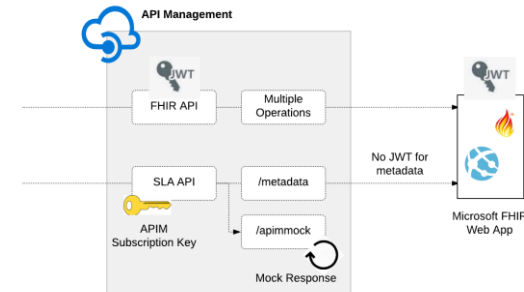 API Management
JWT
JWT
FHIR API
Multiple
Operations
No JWT for
metadata
SLA API
/metadata
APIM
Subscription Key
/apimmock
Mock Response
Microsoft FHIR
Web App